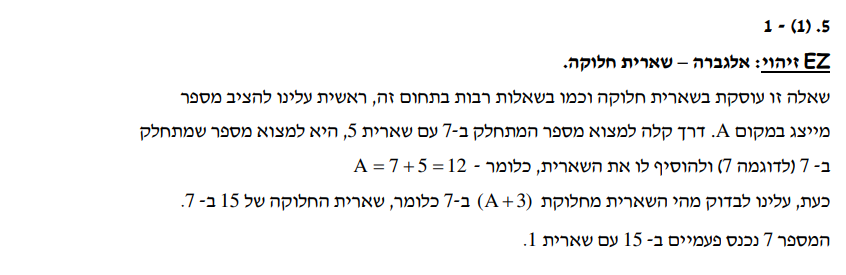 5. (1) - 1
EZ זיהוי: אלגברה – שארית חלוקה.
שאלה זו עוסקת בשארית חלוקה וכמו בשאלות רבות בתחום זה, ראשית עלינו להציב מספר
מייצג במקום A. דרך קלה למצוא מספר המתחלק ב-7 עם שארית 5, היא למצוא מספר שמתחלק
ב- 7 (לדוגמה 7) ולהוסיף לו את השארית, כלומר - A = 7 + 5 = 12
כעת, עלינו לבדוק מהי השארית מחלוקת (A + 3) ב-7 כלומר, שארית החלוקה של 15 ב- 7.
המספר 7 נכנס פעמיים ב- 15 עם שארית 1.